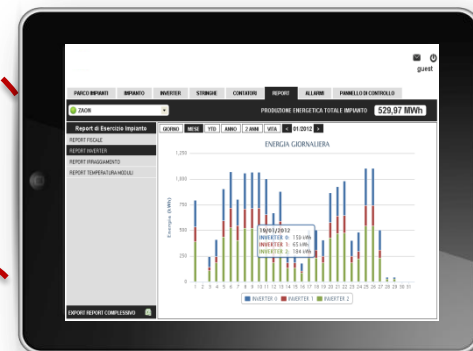 guest
PARCO IMPIANTI IMPIANTO INVERTER STRINGHE CONTATORI REPORT ALLARMI PANNELLO DI CONTROLLO
ZAON PRODUZIONE ENERGETICA TOTALE IMPIANTO 529,97 MWh
Report di Esercizio Impianto GIORNO MESE YTD ANNO 2 ANNI VITA < 01/2012 >
REPORT FISCALE
REPORT INVERTER
REPORT IRRAGGIAMENTO
REPORT TEMPERATURA MODULI
ENERGIA GIORNALIERA
Energia (kWh)
1,250
750
500
250
0
19/01/2012
INVERTER 0: 159 kWh
INVERTER 1: 65 kWh
INVERTER 2: 184 kWh
1 2 3 4 5 6 7 8 9 10 11 12 13 14 15 16 17 18 19 20 21 22 23 24 25 26 27 28 29 30 31
INVERTER 0 INVERTER 1 INVERTER 2
EXPORT REPORT COMPLESSIVO